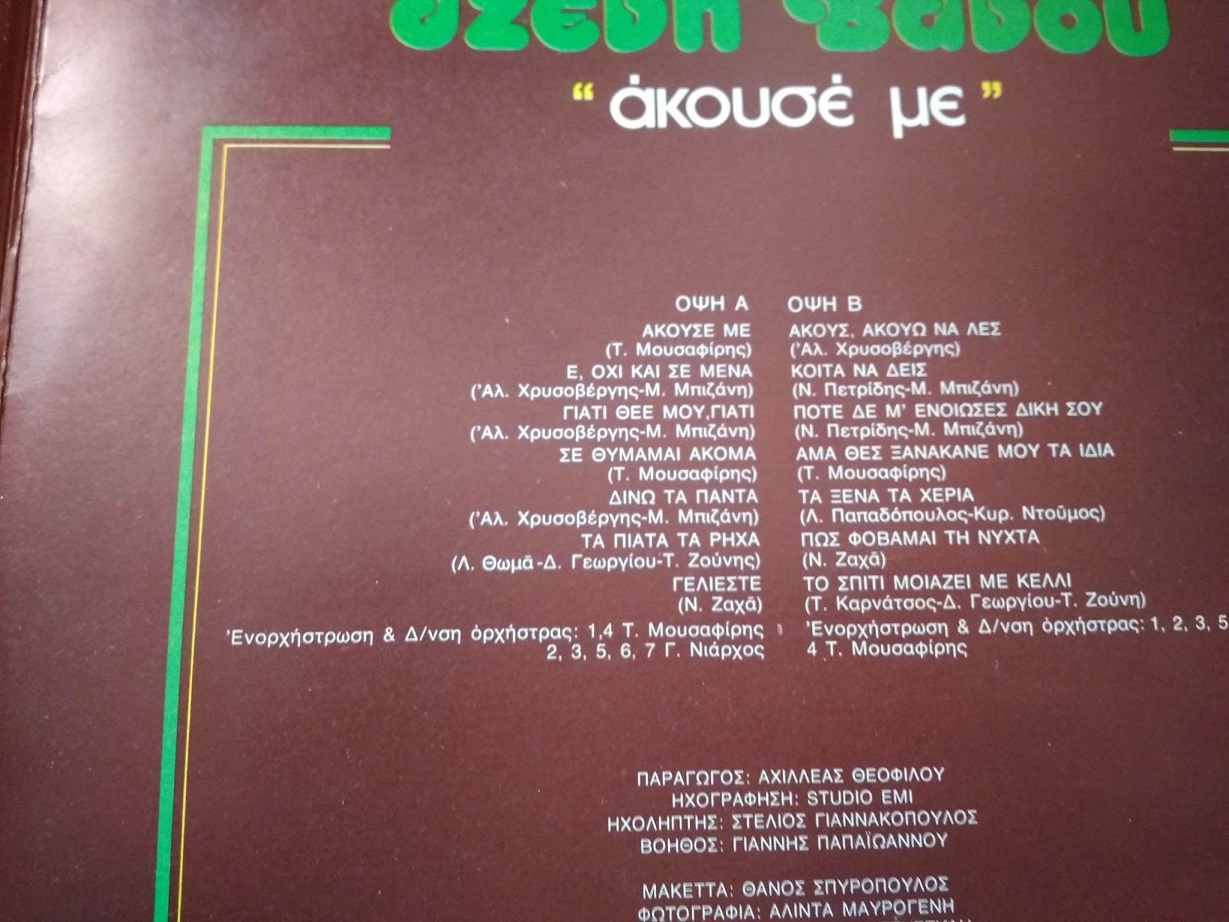 τζένη βάνου
“ ἀκουσέ με ”
ΟΨΗ Α
ΑΚΟΥΣΕ ΜΕ
(Τ. Μουσαφίρης)
Ε, ΟΧΙ ΚΑΙ ΣΕ ΜΕΝΑ
(Ἀλ. Χρυσοβέργης-Μ. Μπιζάνη)
ΓΙΑΤΙ ΘΕΕ ΜΟΥ,ΓΙΑΤΙ
(Ἀλ. Χρυσοβέργης-Μ. Μπιζάνη)
ΣΕ ΘΥΜΑΜΑΙ ΑΚΟΜΑ
(Τ. Μουσαφίρης)
ΔΙΝΩ ΤΑ ΠΑΝΤΑ
(Ἀλ. Χρυσοβέργης-Μ. Μπιζάνη)
ΤΑ ΠΙΑΤΑ ΤΑ ΡΗΧΑ
(Λ. Θωμᾶ-Δ. Γεωργίου-Τ. Ζούνης)
ΓΕΛΙΕΣΤΕ
(Ν. Ζαχᾶ)
Ἐνορχήστρωση & Δ/νση ὀρχήστρας: 1,4 Τ. Μουσαφίρης
2, 3, 5, 6, 7 Γ. Νιάρχος
ΟΨΗ Β
ΑΚΟΥΣ, ΑΚΟΥΩ ΝΑ ΛΕΣ
(Ἀλ. Χρυσοβέργης)
ΚΟΙΤΑ ΝΑ ΔΕΙΣ
(Ν. Πετρίδης-Μ. Μπιζάνη)
ΠΟΤΕ ΔΕ Μ' ΕΝΟΙΩΣΕΣ ΔΙΚΗ ΣΟΥ
(Ν. Πετρίδης-Μ. Μπιζάνη)
ΑΜΑ ΘΕΣ ΞΑΝΑΚΑΝΕ ΜΟΥ ΤΑ ΙΔΙΑ
(Τ. Μουσαφίρης)
ΤΑ ΞΕΝΑ ΤΑ ΧΕΡΙΑ
(Λ. Παπαδόπουλος-Κυρ. Ντοῦμος)
ΠΩΣ ΦΟΒΑΜΑΙ ΤΗ ΝΥΧΤΑ
(Ν. Ζαχᾶ)
ΤΟ ΣΠΙΤΙ ΜΟΙΑΖΕΙ ΜΕ ΚΕΛΛΙ
(Τ. Καρνάτσος-Δ. Γεωργίου-Τ. Ζούνη)
Ἐνορχήστρωση & Δ/νση ὀρχήστρας: 1, 2, 3, 5
4 Τ. Μουσαφίρης
ΠΑΡΑΓΩΓΟΣ: ΑΧΙΛΛΕΑΣ ΘΕΟΦΙΛΟΥ
ΗΧΟΓΡΑΦΗΣΗ: STUDIO EMI
ΗΧΟΛΗΠΤΗΣ: ΣΤΕΛΙΟΣ ΓΙΑΝΝΑΚΟΠΟΥΛΟΣ
ΒΟΗΘΟΣ: ΓΙΑΝΝΗΣ ΠΑΠΑΪΩΑΝΝΟΥ
ΜΑΚΕΤΤΑ: ΘΑΝΟΣ ΣΠΥΡΟΠΟΥΛΟΣ
ΦΩΤΟΓΡΑΦΙΑ: ΑΛΙΝΤΑ ΜΑΥΡΟΓΕΝΗ